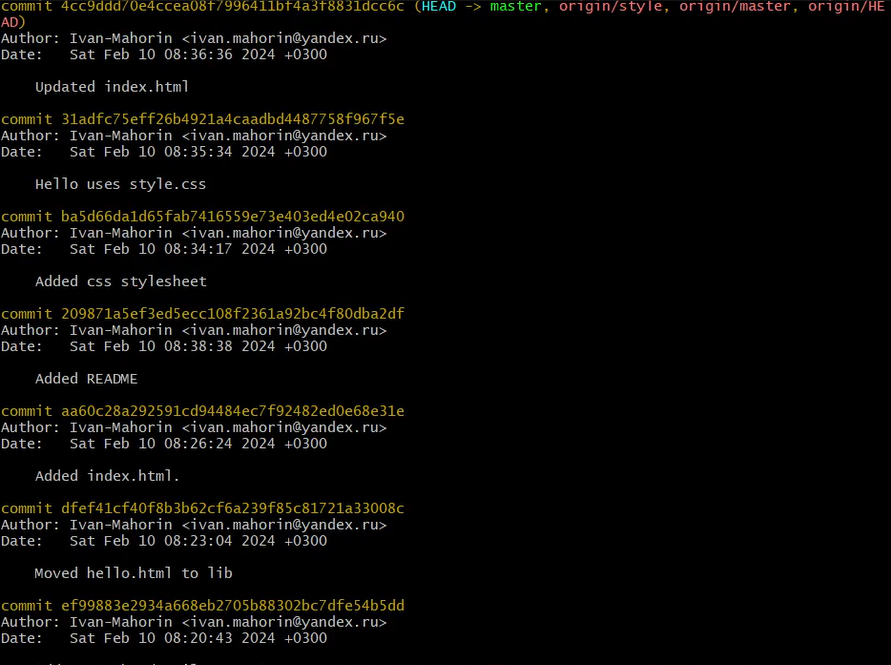 commit 4cc9ddd70e4ccea08f7996411bf4a3f8831dcc6c (HEAD -> master, origin/style, origin/master, origin/HE
AD)
Author: Ivan-Mahorin <ivan.mahorin@yandex.ru>
Date:   Sat Feb 10 08:36:36 2024 +0300
Updated index.html
commit 31adfc75eff26b4921a4caadbd4487758f967f5e
Author: Ivan-Mahorin <ivan.mahorin@yandex.ru>
Date:   Sat Feb 10 08:35:34 2024 +0300
Hello uses style.css
commit ba5d66da1d65fab7416559e73e403ed4e02ca940
Author: Ivan-Mahorin <ivan.mahorin@yandex.ru>
Date:   Sat Feb 10 08:34:17 2024 +0300
Added css stylesheet
commit 209871a5ef3ed5ecc108f2361a92bc4f80dba2df
Author: Ivan-Mahorin <ivan.mahorin@yandex.ru>
Date:   Sat Feb 10 08:38:38 2024 +0300
Added README
commit aa60c28a292591cd94484ec7f92482ed0e68e31e
Author: Ivan-Mahorin <ivan.mahorin@yandex.ru>
Date:   Sat Feb 10 08:26:24 2024 +0300
Added index.html.
commit dfef41cf40f8b3b62cf6a239f85c81721a33008c
Author: Ivan-Mahorin <ivan.mahorin@yandex.ru>
Date:   Sat Feb 10 08:23:04 2024 +0300
Moved hello.html to lib
commit ef99883e2934a668eb2705b88302bc7dfe54b5dd
Author: Ivan-Mahorin <ivan.mahorin@yandex.ru>
Date:   Sat Feb 10 08:20:43 2024 +0300